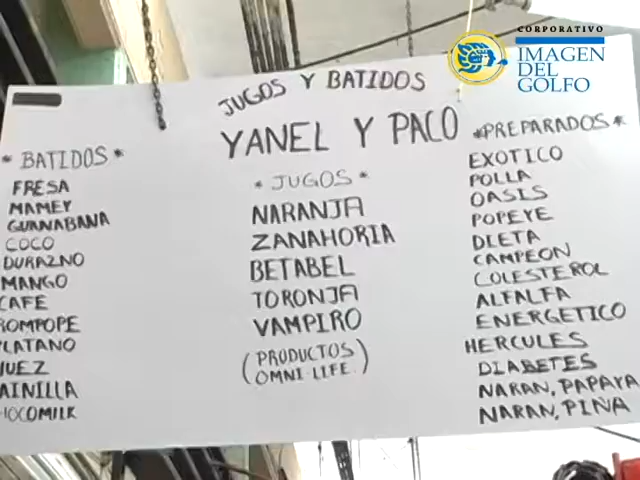 CORPORATIVO
IMAGEN
DEL
GOLFO
JUGOS Y BATIDOS
YANEL Y PACO
* BATIDOS *
FRESA
MAMEY
GUANABANA
COCO
DURAZNO
MANGO
CAFE
ROMPOPE
PLATANO
NUEZ
VAINILLA
CHOCOMILK
* JUGOS *
NARANJA
ZANAHORIA
BETABEL
TORONJA
VAMPIRO
(PRODUCTOS
OMNI-LIFE)
*PREPARADOS*
EXOTICO
POLLA
OASIS
POPEYE
DIETA
CAMPEON
COLESTEROL
ALFALFA
ENERGETICO
HERCULES
DIABETES
NARAN, PAPAYA
NARAN, PIÑA